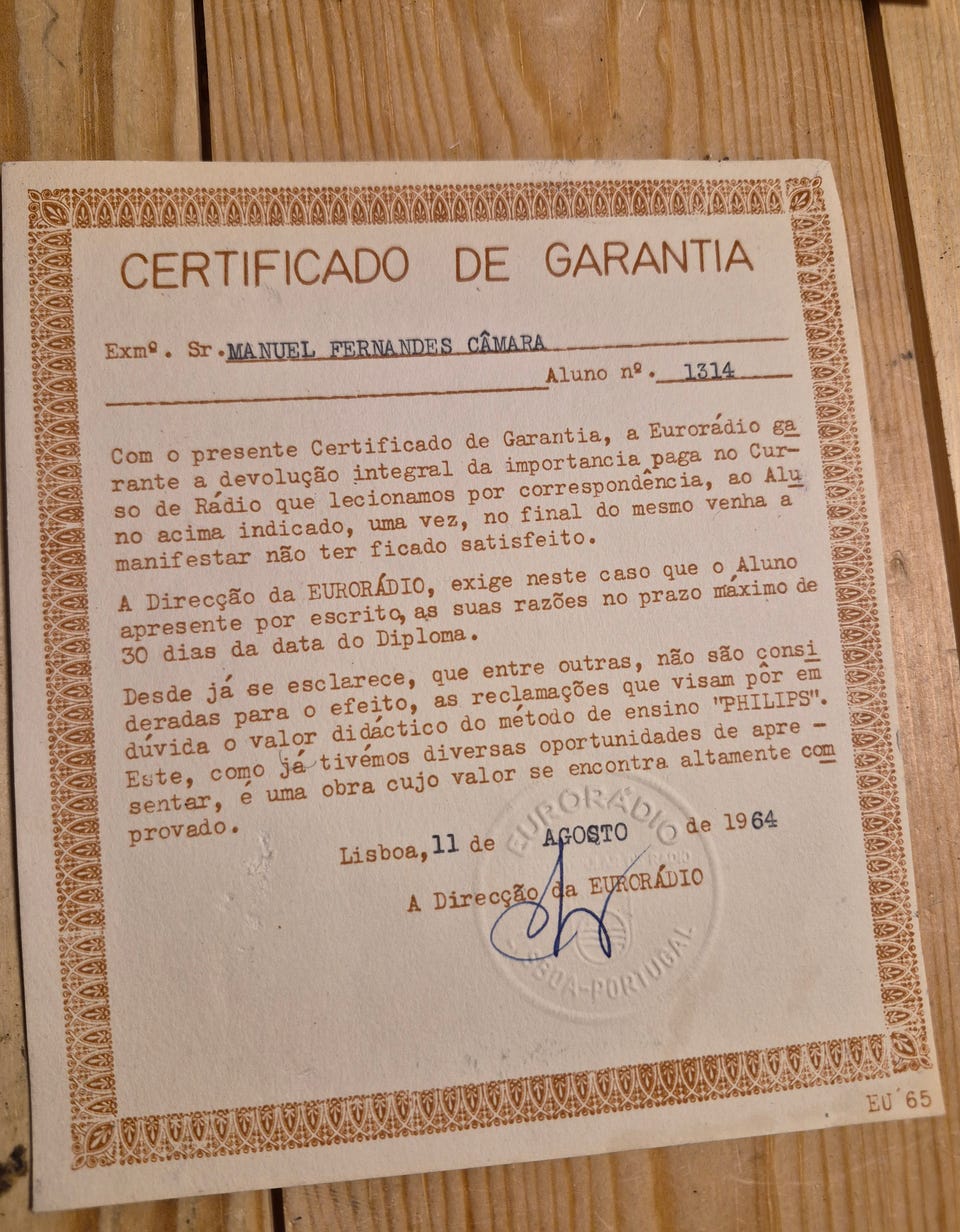 CERTIFICADO DE GARANTIA
Exmº. Sr. MANUEL FERNANDES CÂMARA
Aluno nº. 1314
Com o presente Certificado de Garantia, a Eurorádio ga
rante a devolução integral da importancia paga no Cur-
so de Rádio que lecionamos por correspondência, ao Alu
no acima indicado, uma vez, no final do mesmo venha a
manifestar não ter ficado satisfeito.
A Direcção da EURORÁDIO, exige neste caso que o Aluno
apresente por escrito, as suas razões no prazo máximo de
30 dias da data do Diploma.
Desde já se esclarece, que entre outras, não são consi
deradas para o efeito, as reclamações que visam pôr em
dúvida o valor didáctico do método de ensino "PHILIPS".
Este, como já tivémos diversas oportunidades de apre -
sentar, é uma obra cujo valor se encontra altamente com
provado.
Lisboa, 11 de AGOSTO de 1964
A Direcção da EURORÁDIO
EURORÁDIO
LISBOA-PORTUGAL
EU'65